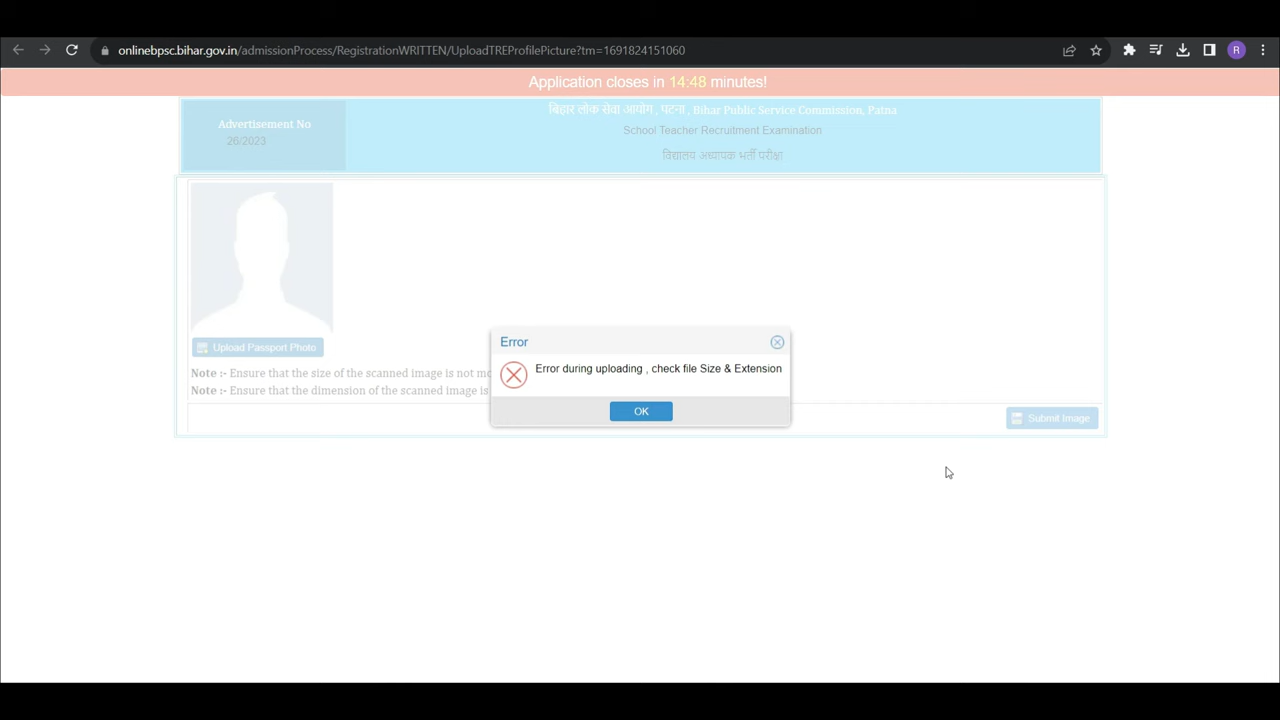 onlinebpsc.bihar.gov.in/admissionProcess/RegistrationWRITTEN/UploadTREProfilePicture?tm=1691824151060
R
Application closes in 14:48 minutes!
Advertisement No
26/2023
बिहार लोक सेवा आयोग , पटना , Bihar Public Service Commission, Patna
School Teacher Recruitment Examination
विद्यालय अध्यापक भर्ती परीक्षा
Upload Passport Photo
Error
Error during uploading , check file Size & Extension
OK
Note :- Ensure that the size of the scanned image is not mo
Note :- Ensure that the dimension of the scanned image is
Submit Image